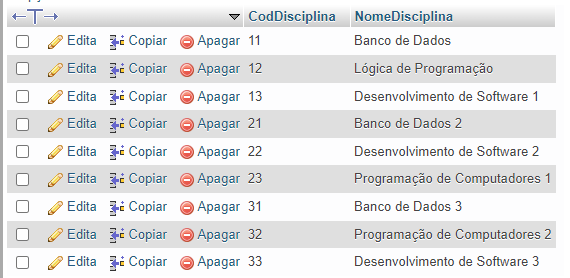 CodDisciplina NomeDisciplina
Edita Copiar Apagar 11 Banco de Dados
Edita Copiar Apagar 12 Lógica de Programação
Edita Copiar Apagar 13 Desenvolvimento de Software 1
Edita Copiar Apagar 21 Banco de Dados 2
Edita Copiar Apagar 22 Desenvolvimento de Software 2
Edita Copiar Apagar 23 Programação de Computadores 1
Edita Copiar Apagar 31 Banco de Dados 3
Edita Copiar Apagar 32 Programação de Computadores 2
Edita Copiar Apagar 33 Desenvolvimento de Software 3